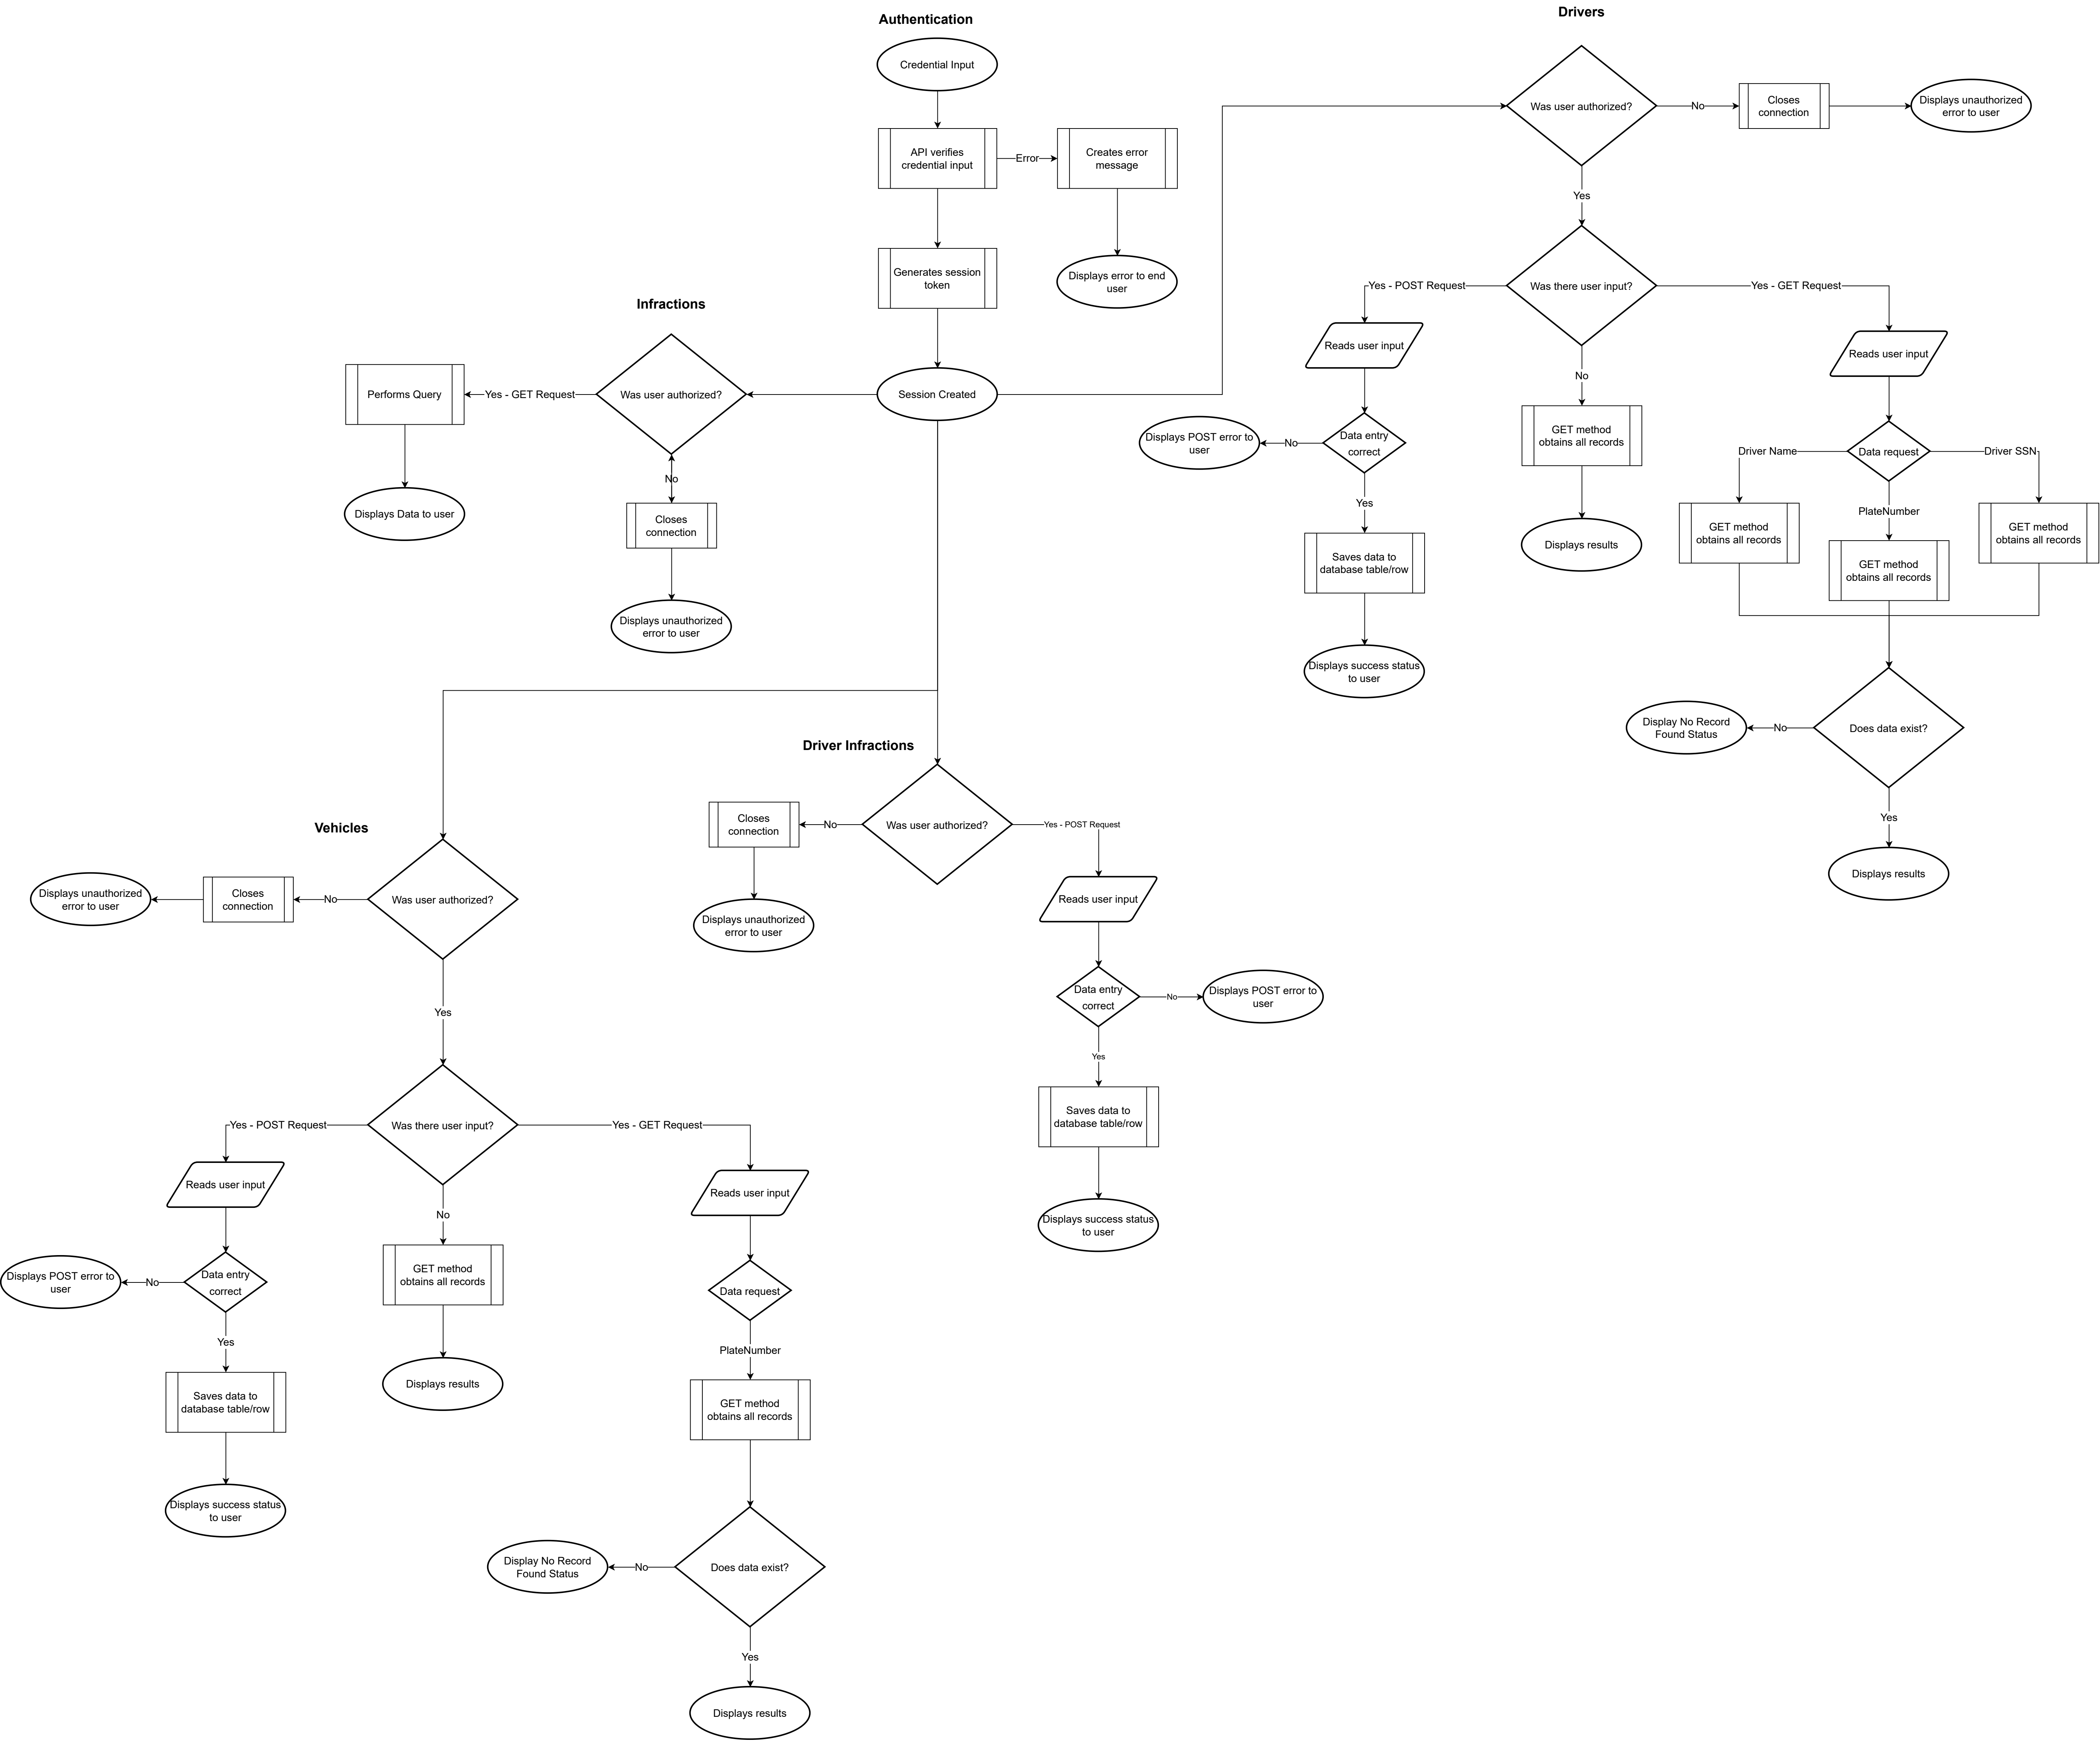 Authentication
Credential Input
API verifies
credential input
Error
Creates error
message
Generates session
token
Displays error to end
user
Session Created
Infractions
Was user authorized?
Yes - GET Request
Performs Query
Displays Data to user
No
Closes
connection
Displays unauthorized
error to user
Drivers
Was user authorized?
No
Closes
connection
Displays unauthorized
error to user
Yes
Was there user input?
Yes - POST Request
Yes - GET Request
Reads user input
Data entry
correct
No
Displays POST error to
user
Yes
Saves data to
database table/row
Displays success status
to user
No
GET method
obtains all records
Displays results
Reads user input
Data request
Driver Name
PlateNumber
Driver SSN
GET method
obtains all records
GET method
obtains all records
GET method
obtains all records
Does data exist?
No
Display No Record
Found Status
Yes
Displays results
Driver Infractions
Was user authorized?
No
Closes
connection
Displays unauthorized
error to user
Yes - POST Request
Reads user input
Data entry
correct
No
Displays POST error to
user
Yes
Saves data to
database table/row
Displays success status
to user
Vehicles
Was user authorized?
No
Closes
connection
Displays unauthorized
error to user
Yes
Was there user input?
Yes - POST Request
Yes - GET Request
Reads user input
Data entry
correct
No
Displays POST error to
user
Yes
Saves data to
database table/row
Displays success status
to user
No
GET method
obtains all records
Displays results
Reads user input
Data request
PlateNumber
GET method
obtains all records
Does data exist?
No
Display No Record
Found Status
Yes
Displays results